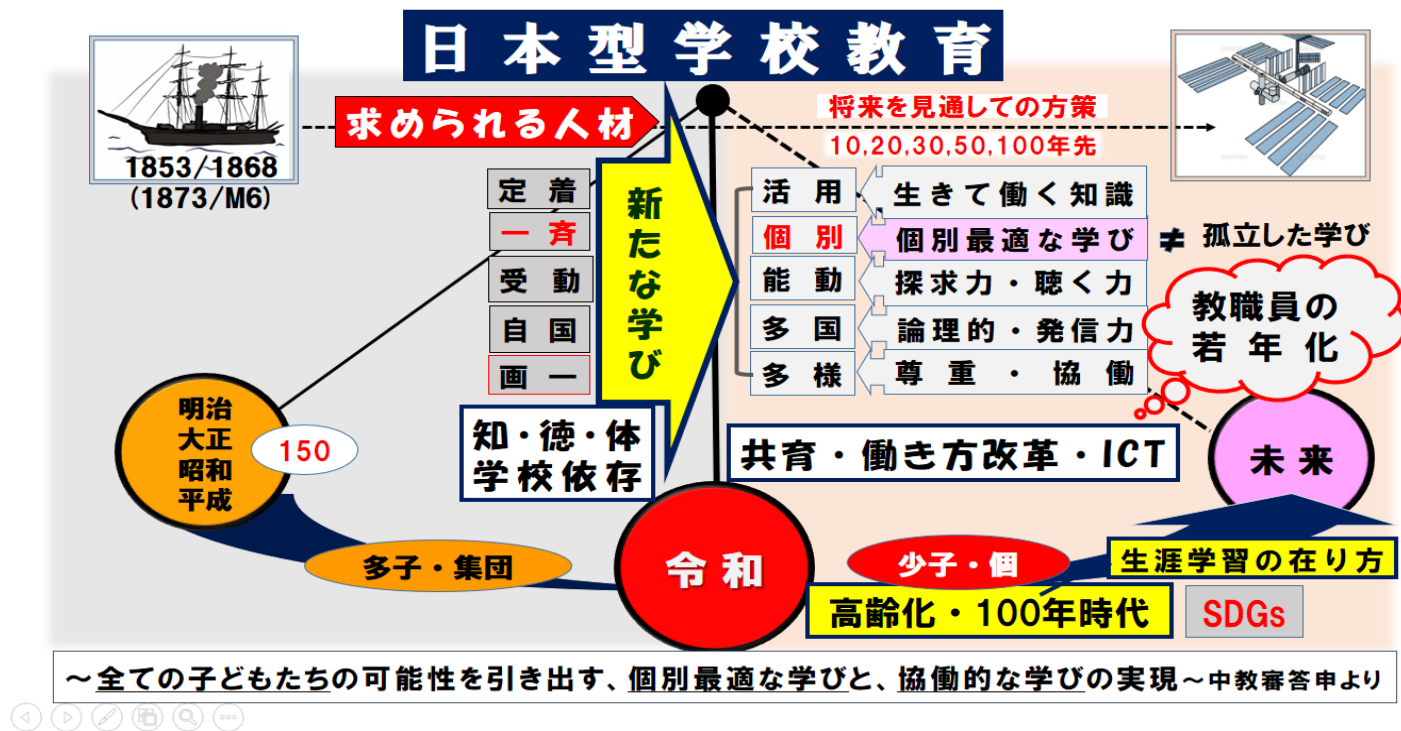 日本型学校教育
1853/1868
(1873/M6)
求められる人材
将来を見通しての方策
10,20,30,50,100年先
新たな学び
定着
一斉
受動
自国
画一
活用
個別
能動
多国
多様
生きて働く知識
個別最適な学び
≠ 孤立した学び
探求力・聴く力
論理的・発信力
尊重・協働
教職員の
若年化
明治
大正
昭和
平成
150
知・徳・体
学校依存
共育・働き方改革・ICT
未来
多子・集団
令和
少子・個
生涯学習の在り方
高齢化・100年時代
SDGs
～全ての子どもたちの可能性を引き出す、個別最適な学びと、協働的な学びの実現～中教審答申より